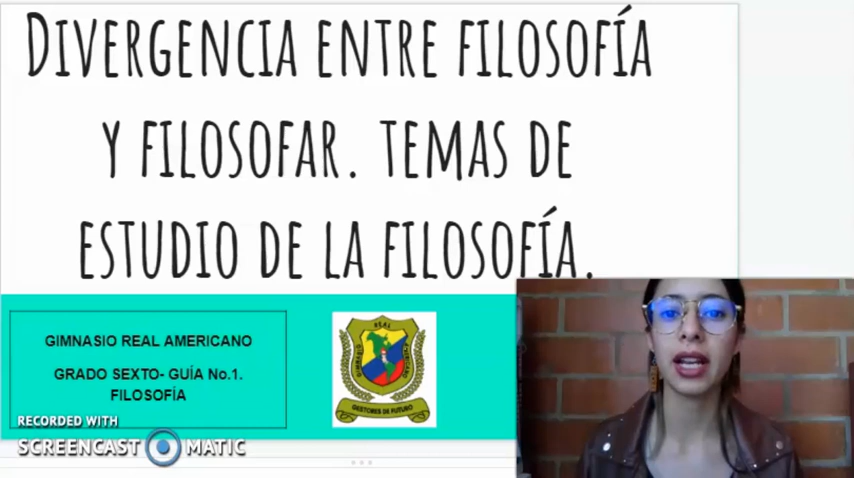 DIVERGENCIA ENTRE FILOSOFÍA
Y FILOSOFAR. TEMAS DE
ESTUDIO DE LA FILOSOFÍA.
GIMNASIO REAL AMERICANO
GRADO SEXTO- GUÍA No.1.
FILOSOFÍA
REAL
GESTORES DE FUTURO
RECORDED WITH
SCREENCAST MATIC